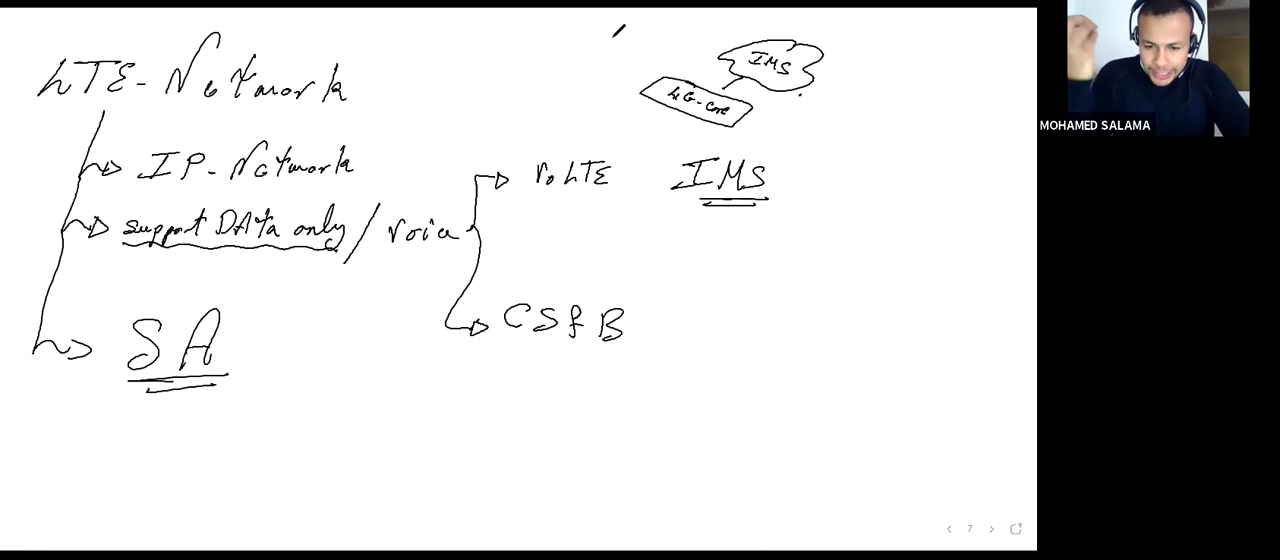 LTE-Network
IMS
4G-core
IP-Network
VoLTE
IMS
support DATA only / voice
CSFB
SA
MOHAMED SALAMA
7